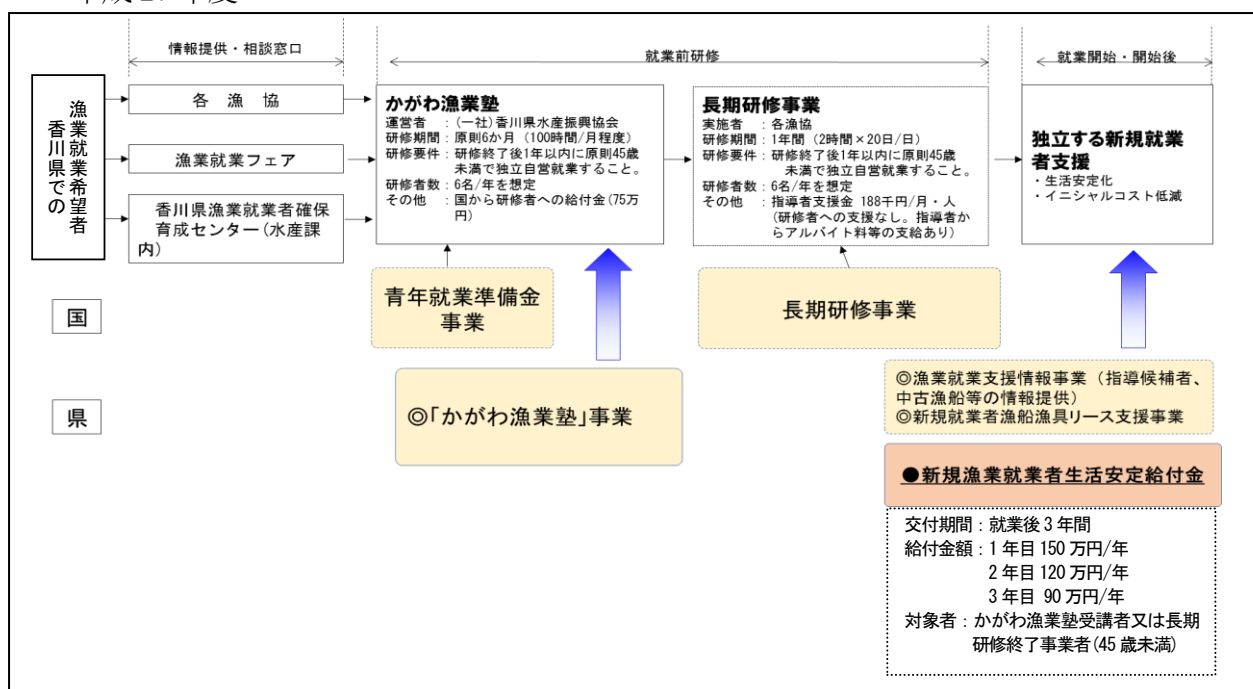 情報提供・相談窓口
就業前研修
就業開始・開始後
漁業就業希望者
香川県での
各　漁　協
漁業就業フェア
香川県漁業就業者確保
育成センター(水産課
内)
かがわ漁業塾
運営者　：(一社)香川県水産振興協会
研修期間：原則6か月（100時間/月程度）
研修要件：研修終了後1年以内に原則45歳
未満で独立自営就業すること。
研修者数：6名/年を想定
その他　：国から研修者への給付金(75万
円)
長期研修事業
実施者　：各漁協
研修期間：1年間（2時間×20日/日）
研修要件：研修終了後1年以内に原則45歳
未満で独立自営就業すること。
研修者数：6名/年を想定
その他　：指導者支援金 188千円/月・人
(研修者への支援なし。指導者か
らアルバイト料等の支給あり)
独立する新規就業
者支援
・生活安定化
・イニシャルコスト低減
国
青年就業準備金
事業
長期研修事業
県
◎「かがわ漁業塾」事業
◎漁業就業支援情報事業（指導候補者、
中古漁船等の情報提供）
◎新規就業者漁船漁具リース支援事業
●新規漁業就業者生活安定給付金
交付期間：就業後3年間
給付金額：1年目150万円/年
2年目120万円/年
3年目 90万円/年
対象者：かがわ漁業塾受講者又は長期
研修終了事業者(45歳未満)